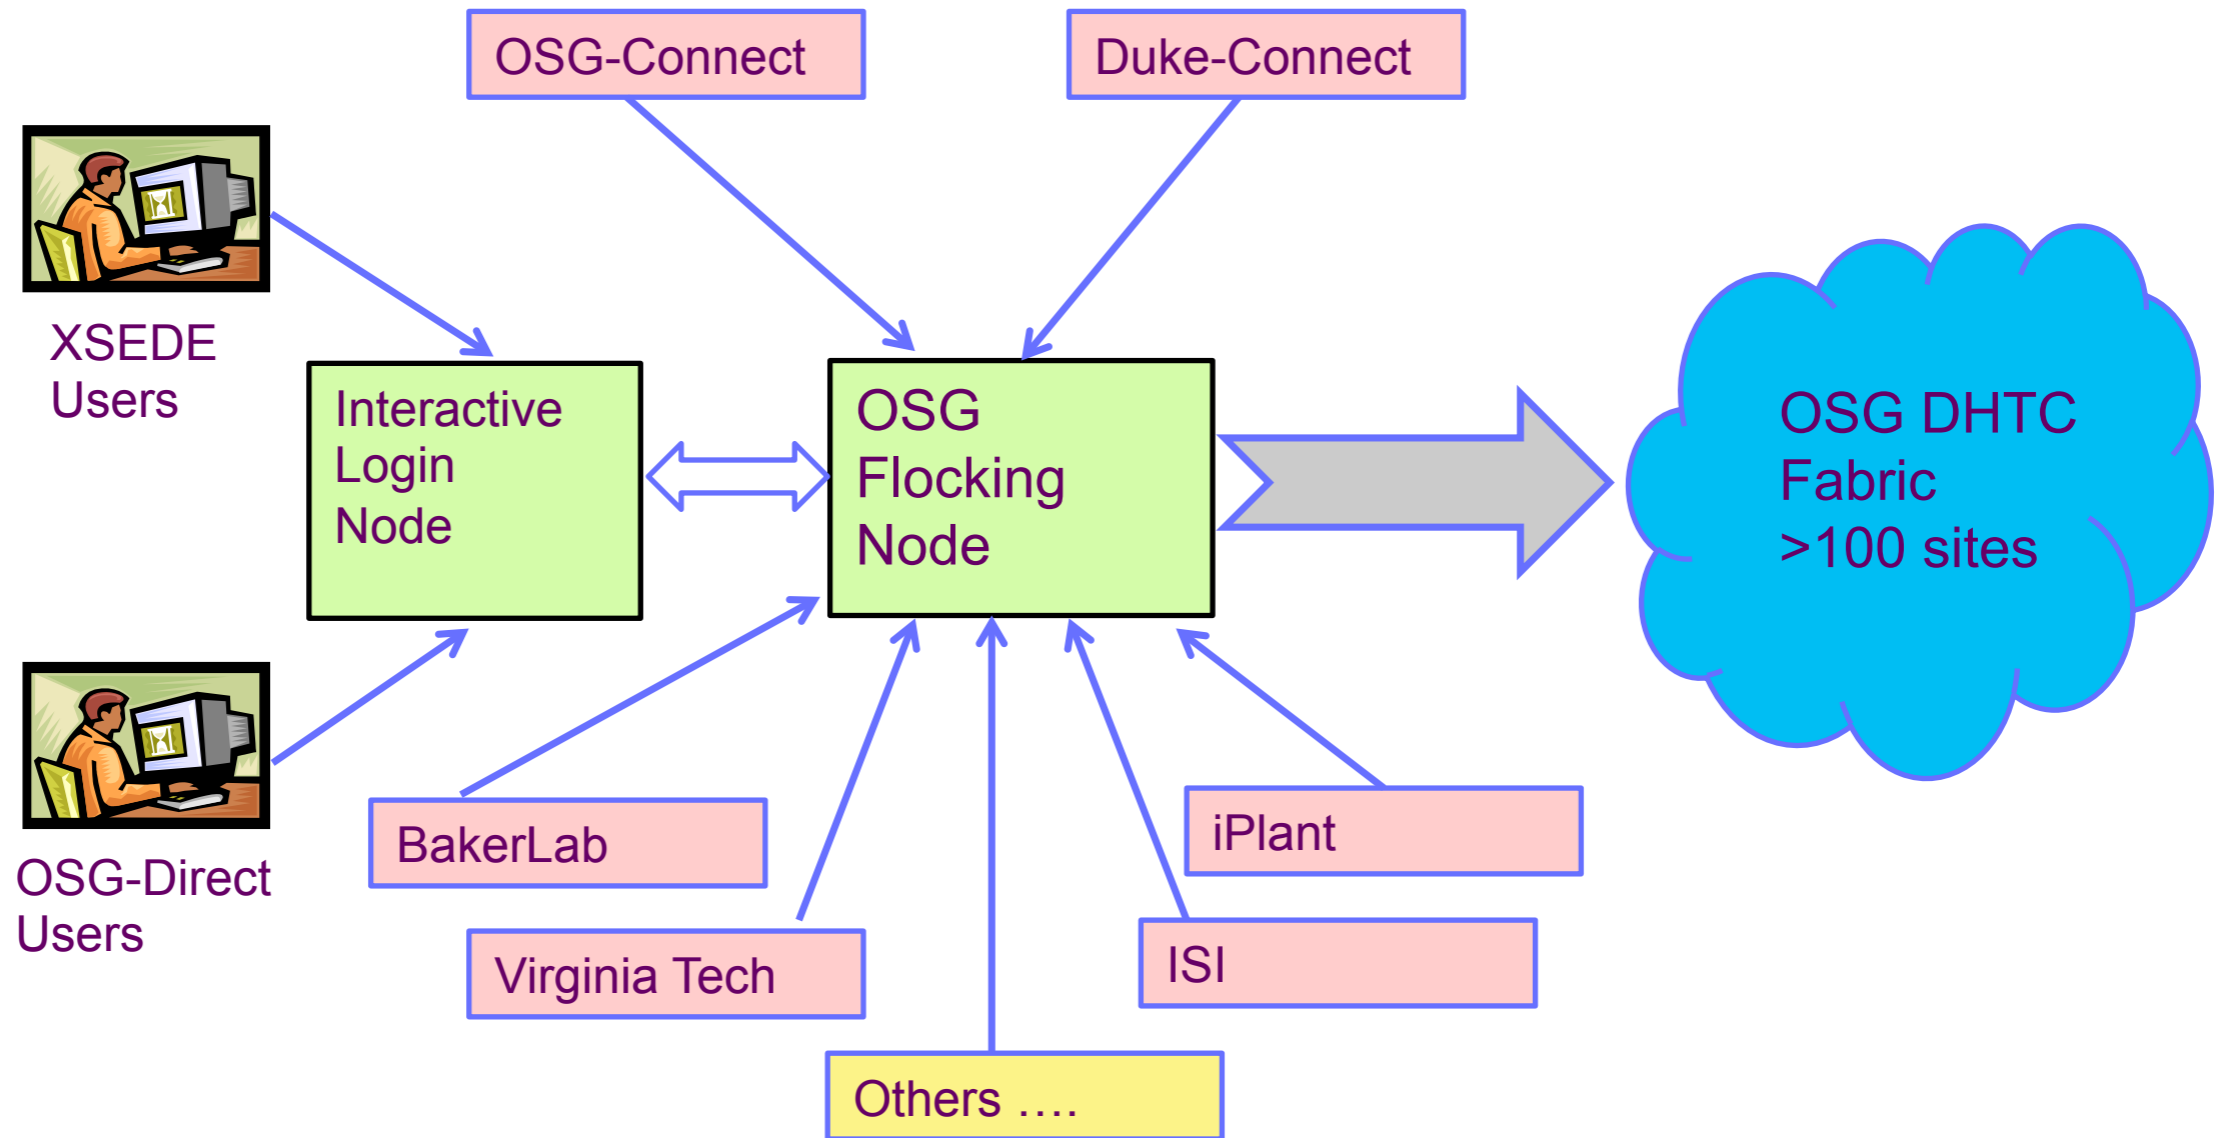 OSG-Connect
Duke-Connect
XSEDE
Users
Interactive
Login
Node
OSG
Flocking
Node
OSG DHTC
Fabric
>100 sites
OSG-Direct
Users
BakerLab
iPlant
Virginia Tech
ISI
Others ....